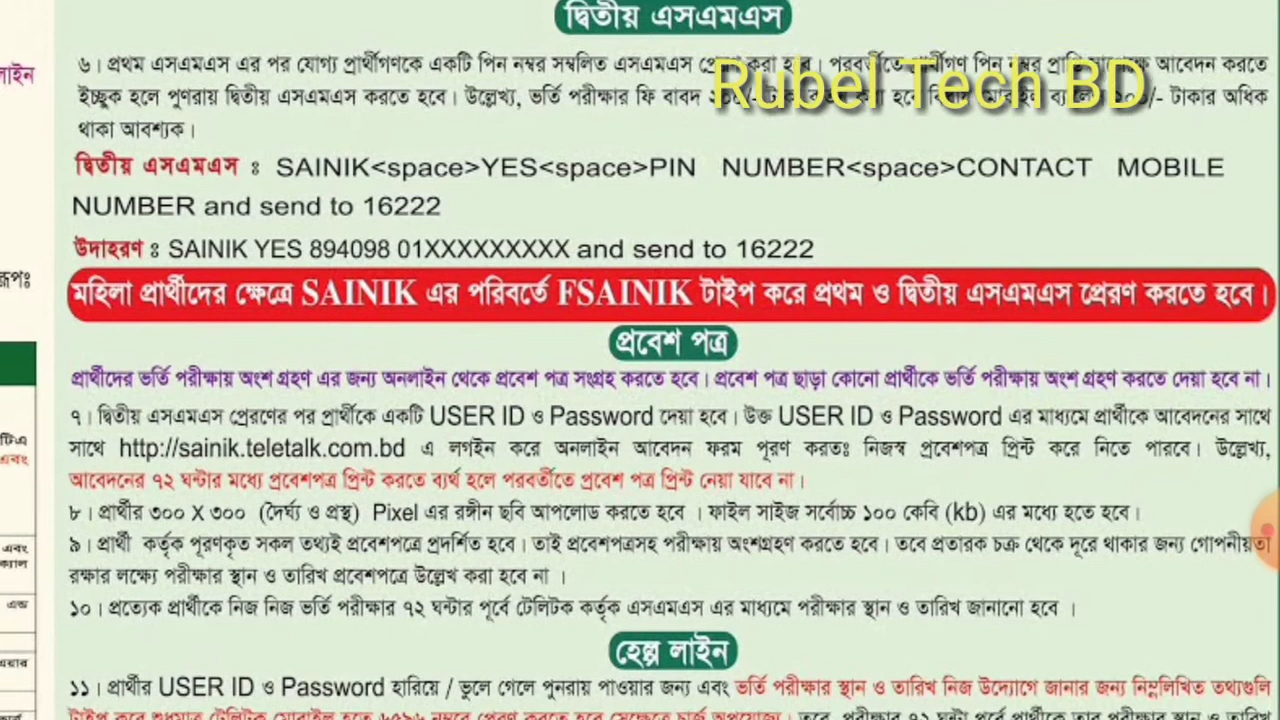 দ্বিতীয় এসএমএস
৬। প্রথম এসএমএস এর পর যোগ্য প্রার্থীগণকে একটি পিন নম্বর সম্বলিত এসএমএস প্রেরণ করা হবে। পরবর্তীতে প্রার্থীগণ পিন নম্বর আবেদন করতে
Rubel Tech BD
ইচ্ছুক হলে পুণরায় দ্বিতীয় এসএমএস করতে হবে। উল্লেখ্য, ভর্তি পরীক্ষার ফি বাবদ টাকার অধিক
থাকা আবশ্যক।
দ্বিতীয় এসএমএস : SAINIK<space>YES<space>PIN NUMBER<space>CONTACT MOBILE
NUMBER and send to 16222
উদাহরণ : SAINIK YES 894098 01XXXXXXXXX and send to 16222
মহিলা প্রার্থীদের ক্ষেত্রে SAINIK এর পরিবর্তে FSAINIK টাইপ করে প্রথম ও দ্বিতীয় এসএমএস প্রেরণ করতে হবে।
প্রবেশ পত্র
প্রার্থীদের ভর্তি পরীক্ষায় অংশ গ্রহণ এর জন্য অনলাইন থেকে প্রবেশ পত্র সংগ্রহ করতে হবে। প্রবেশ পত্র ছাড়া কোনো প্রার্থীকে ভর্তি পরীক্ষায় অংশ গ্রহণ করতে দেয়া হবে না।
৭। দ্বিতীয় এসএমএস প্রেরণের পর প্রার্থীকে একটি USER ID ও Password দেয়া হবে। উক্ত USER ID ও Password এর মাধ্যমে প্রার্থীকে আবেদনের সাথে
সাথে http://sainik.teletalk.com.bd এ লগইন করে অনলাইন আবেদন ফরম পূরণ করতঃ নিজস্ব প্রবেশপত্র প্রিন্ট করে নিতে পারবে। উল্লেখ্য,
আবেদনের ৭২ ঘন্টার মধ্যে প্রবেশপত্র প্রিন্ট করতে ব্যর্থ হলে পরবর্তীতে প্রবেশ পত্র প্রিন্ট নেয়া যাবে না।
৮। প্রার্থীর ৩০০ X ৩০০ (দৈর্ঘ্য ও প্রস্থ) Pixel এর রঙ্গীন ছবি আপলোড করতে হবে । ফাইল সাইজ সর্বোচ্চ ১০০ কেবি (kb) এর মধ্যে হতে হবে।
৯। প্রার্থী কর্তৃক পূরণকৃত সকল তথ্যই প্রবেশপত্রে প্রদর্শিত হবে। তাই প্রবেশপত্রসহ পরীক্ষায় অংশগ্রহণ করতে হবে। তবে প্রতারক চক্র থেকে দূরে থাকার জন্য গোপনীয়তা
রক্ষার লক্ষ্যে পরীক্ষার স্থান ও তারিখ প্রবেশপত্রে উল্লেখ করা হবে না ।
১০। প্রত্যেক প্রার্থীকে নিজ নিজ ভর্তি পরীক্ষার ৭২ ঘন্টার পূর্বে টেলিটক কর্তৃক এসএমএস এর মাধ্যমে পরীক্ষার স্থান ও তারিখ জানানো হবে ।
হেল্প লাইন
১১। প্রার্থীর USER ID ও Password হারিয়ে / ভুলে গেলে পুনরায় পাওয়ার জন্য এবং ভর্তি পরীক্ষার স্থান ও তারিখ নিজ উদ্যোগে জানার জন্য নিম্নলিখিত তথ্যগুলি